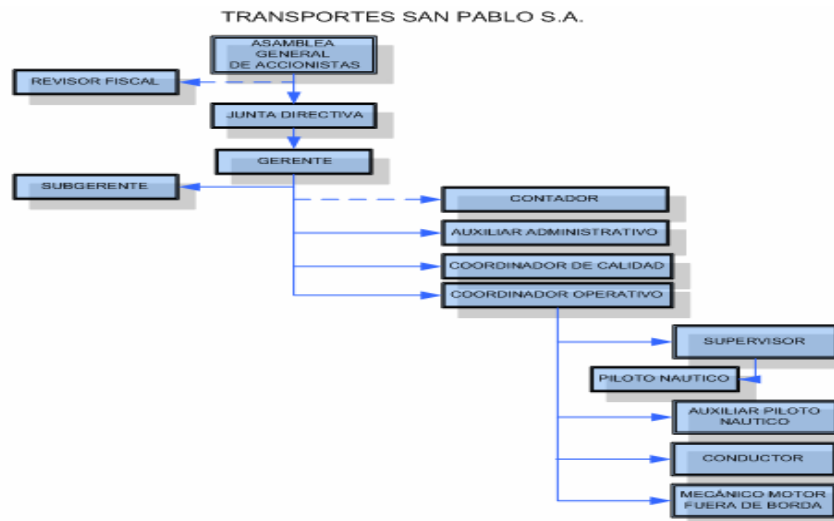 TRANSPORTES SAN PABLO S.A.
ASAMBLEA
GENERAL
DE ACCIONISTAS
REVISOR FISCAL
JUNTA DIRECTIVA
GERENTE
SUBGERENTE
CONTADOR
AUXILIAR ADMINISTRATIVO
COORDINADOR DE CALIDAD
COORDINADOR OPERATIVO
SUPERVISOR
PILOTO NAUTICO
AUXILIAR PILOTO
NAUTICO
CONDUCTOR
MECÁNICO MOTOR
FUERA DE BORDA